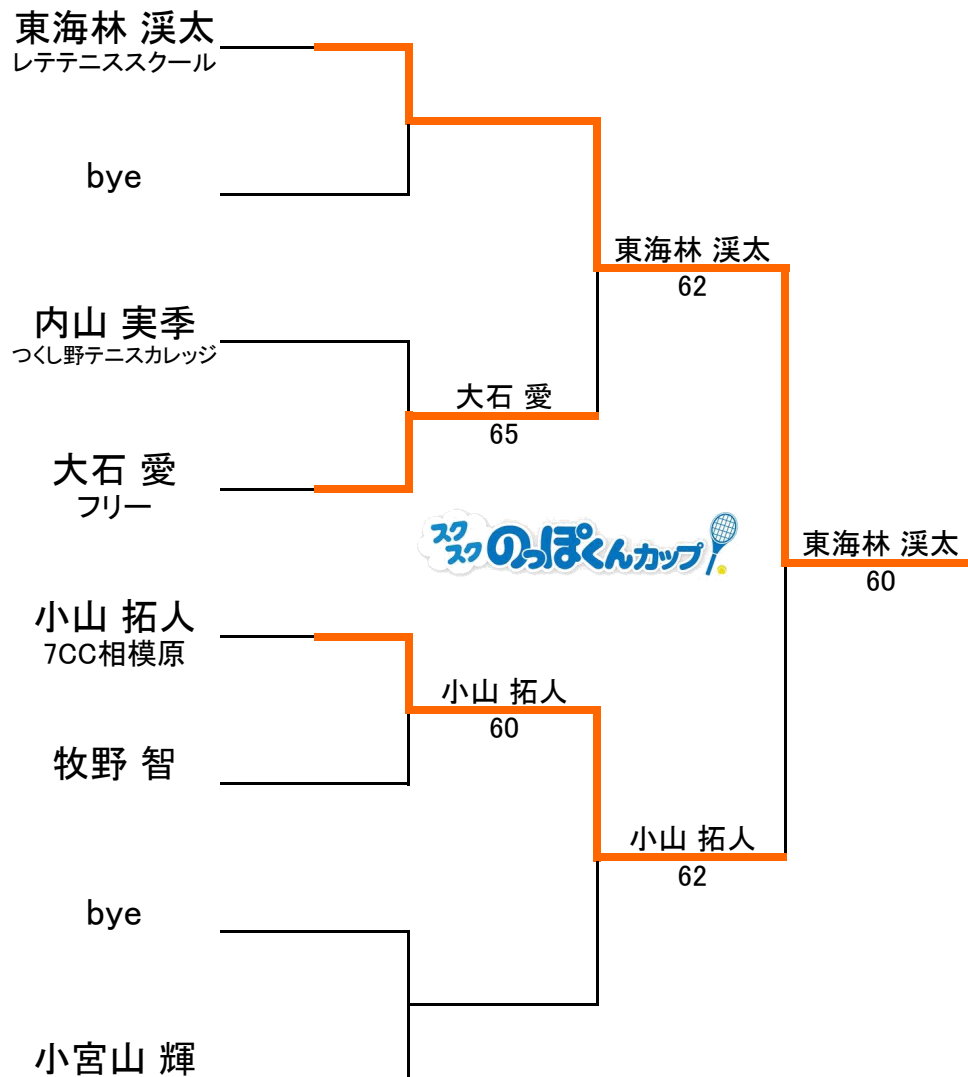 東海林 渓太
レテテニススクール
bye
東海林 渓太
62
内山 実季
つくし野テニスカレッジ
大石 愛
65
大石 愛
フリー
スクスクのっぽくんカップ
東海林 渓太
60
小山 拓人
7CC相模原
小山 拓人
60
牧野 智
小山 拓人
62
bye
小宮山 輝